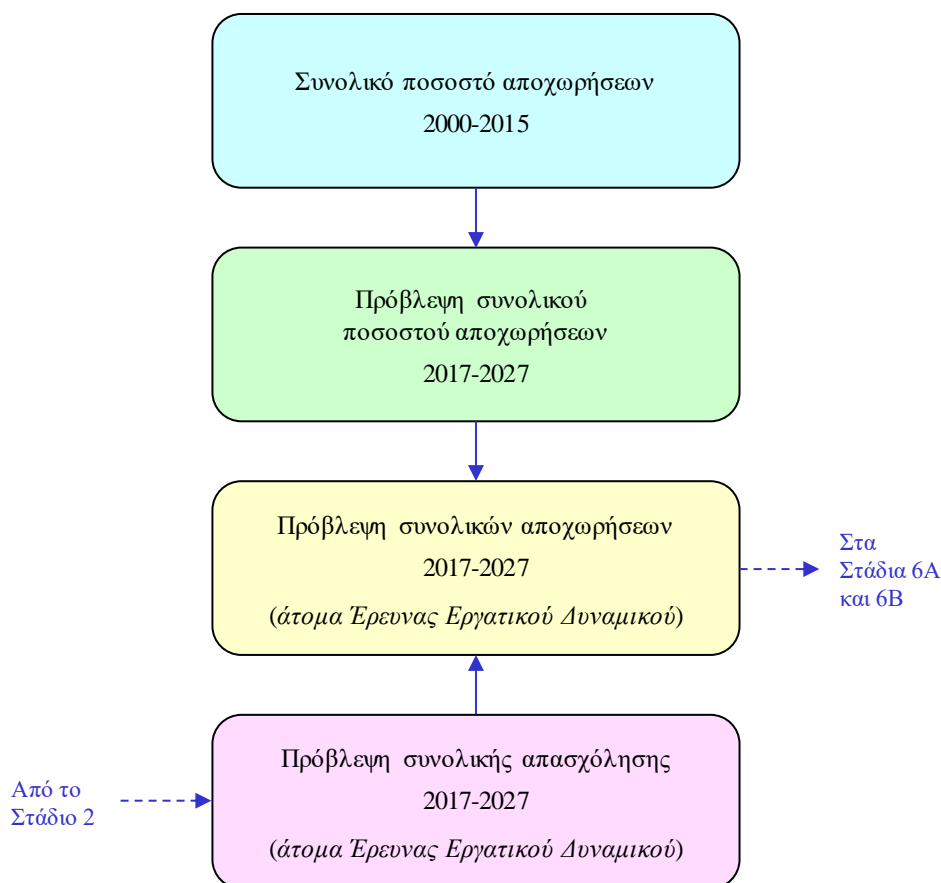 Συνολικό ποσοστό αποχωρήσεων
2000-2015
Πρόβλεψη συνολικού
ποσοστού αποχωρήσεων
2017-2027
Πρόβλεψη συνολικών αποχωρήσεων
2017-2027
(άτομα Έρευνας Εργατικού Δυναμικού)
Στα
Στάδια 6Α
και 6Β
Πρόβλεψη συνολικής απασχόλησης
2017-2027
(άτομα Έρευνας Εργατικού Δυναμικού)
Από το
Στάδιο 2